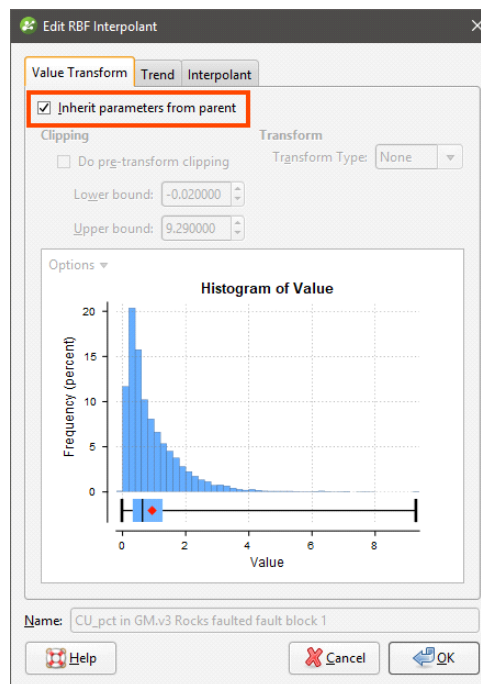 Edit RBF Interpolant
Value Transform Trend Interpolant
Inherit parameters from parent
Clipping Transform
Do pre-transform clipping Transform Type: None
Lower bound: -0.020000
Upper bound: 9.290000
Options
Histogram of Value
20
15
10
5
0
Frequency (percent)
0 2 4 6 8
Value
Name: CU_pct in GM.v3 Rocks faulted fault block 1
Help Cancel OK